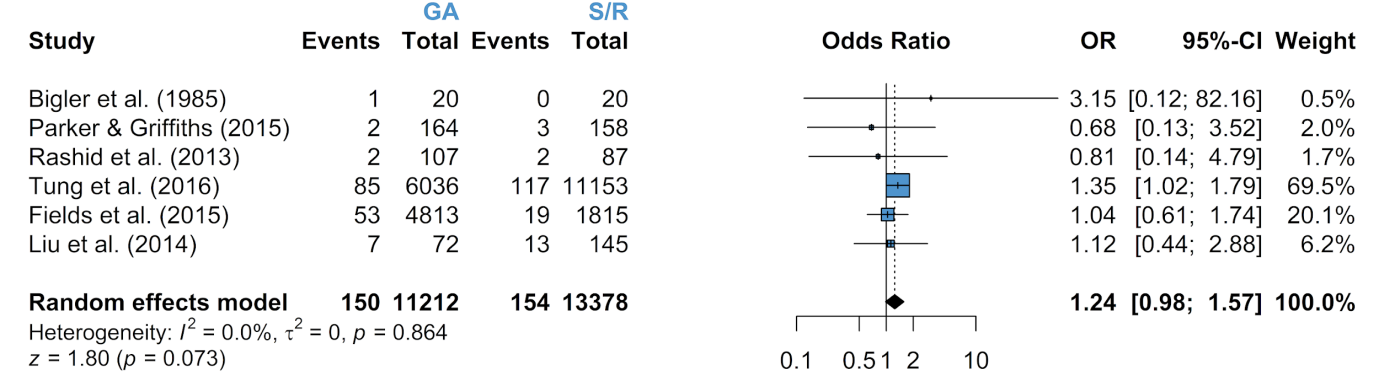 GA S/R
Study Events Total Events Total Odds Ratio OR 95%-CI Weight
Bigler et al. (1985) 1 20 0 20 3.15 [0.12; 82.16] 0.5%
Parker & Griffiths (2015) 2 164 3 158 0.68 [0.13; 3.52] 2.0%
Rashid et al. (2013) 2 107 2 87 0.81 [0.14; 4.79] 1.7%
Tung et al. (2016) 85 6036 117 11153 1.35 [1.02; 1.79] 69.5%
Fields et al. (2015) 53 4813 19 1815 1.04 [0.61; 1.74] 20.1%
Liu et al. (2014) 7 72 13 145 1.12 [0.44; 2.88] 6.2%
Random effects model 150 11212 154 13378 1.24 [0.98; 1.57] 100.0%
Heterogeneity: I² = 0.0%, τ² = 0, p = 0.864
z = 1.80 (p = 0.073)
0.1 0.5 1 2 10